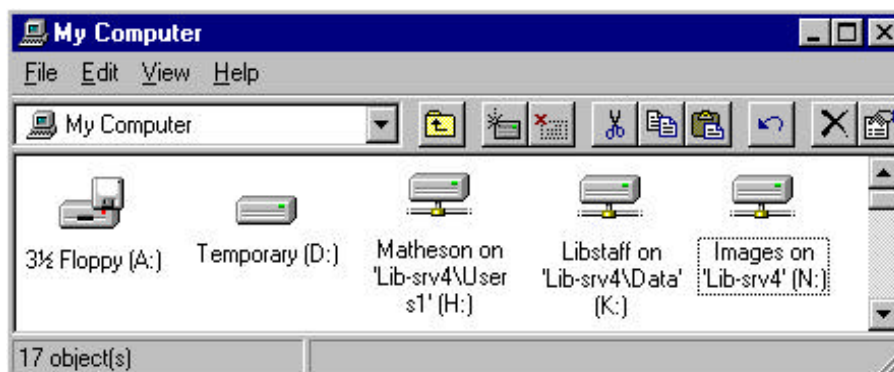 My Computer
File Edit View Help
My Computer
3½ Floppy (A:)
Temporary (D:)
Matheson on
'Lib-srv4\User
s1' (H:)
Libstaff on
'Lib-srv4\Data'
(K:)
Images on
'Lib-srv4' (N:)
17 object(s)